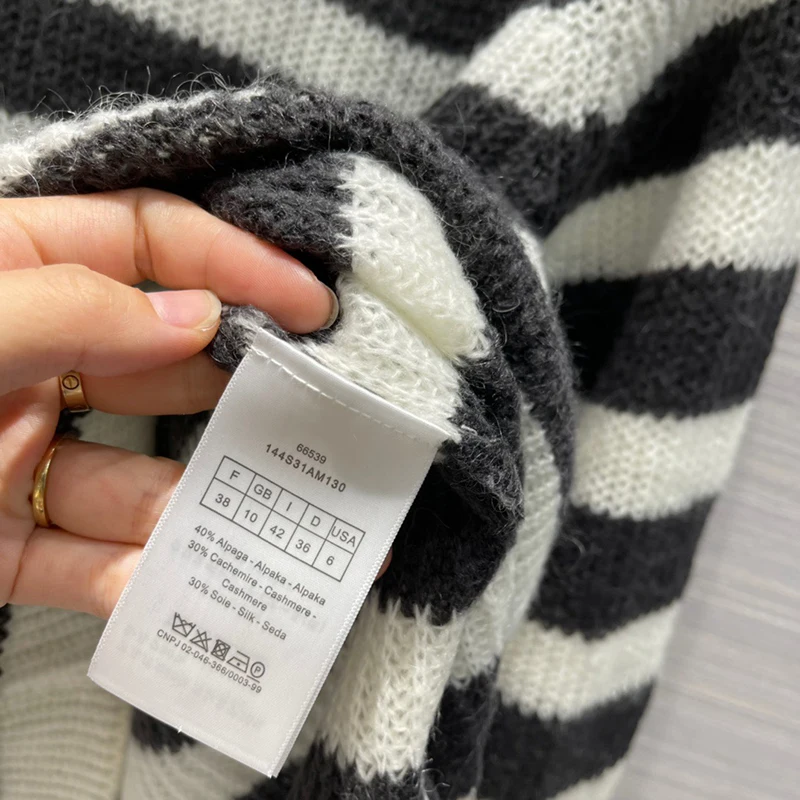 66539
144S31AM130
F GB I D USA
38 10 42 36 6
40% Alpaga - Alpaka - Alpaka
30% Cachemire - Cashmere -
Cashmere
30% Soie - Silk - Seda
P
CNPJ 02-046-366/0003-99